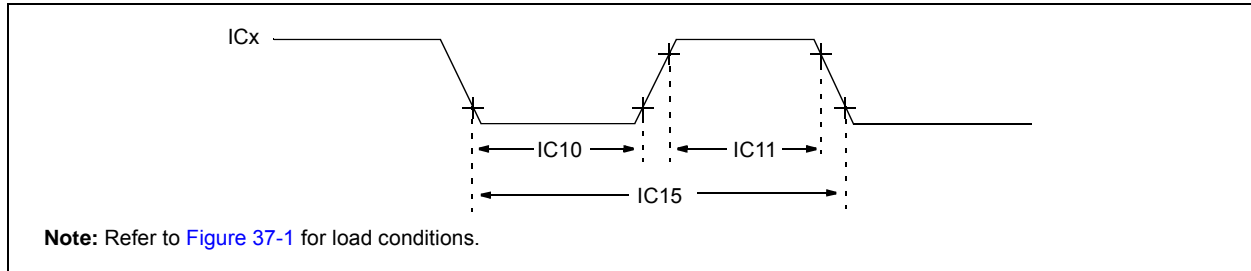 ICx
IC10
IC11
IC15
Note: Refer to Figure 37-1 for load conditions.